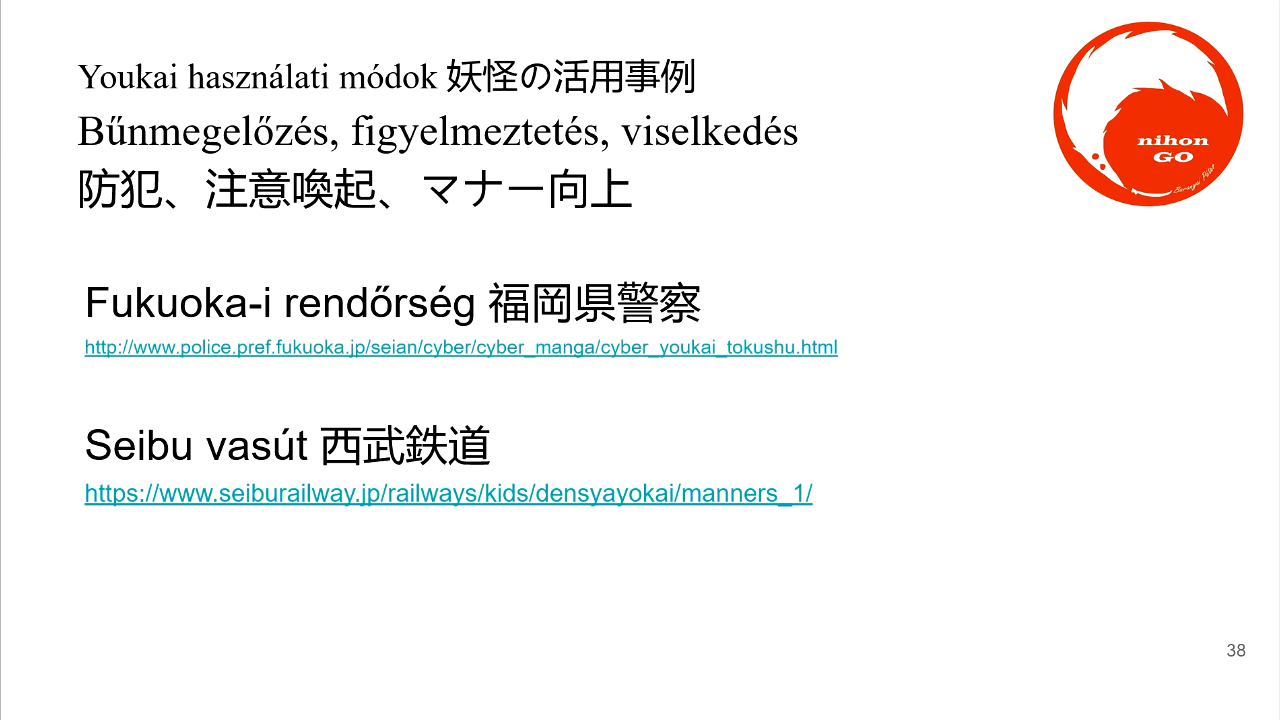 Youkai használati módok 妖怪の活用事例
Bűnmegelőzés, figyelmeztetés, viselkedés
防犯、注意喚起、マナー向上
nihon
GO
Fukuoka-i rendőrség 福岡県警察
http://www.police.pref.fukuoka.jp/seian/cyber/cyber_manga/cyber_youkai_tokushu.html
Seibu vasút 西武鉄道
https://www.seiburailway.jp/railways/kids/densyayokai/manners_1/
38